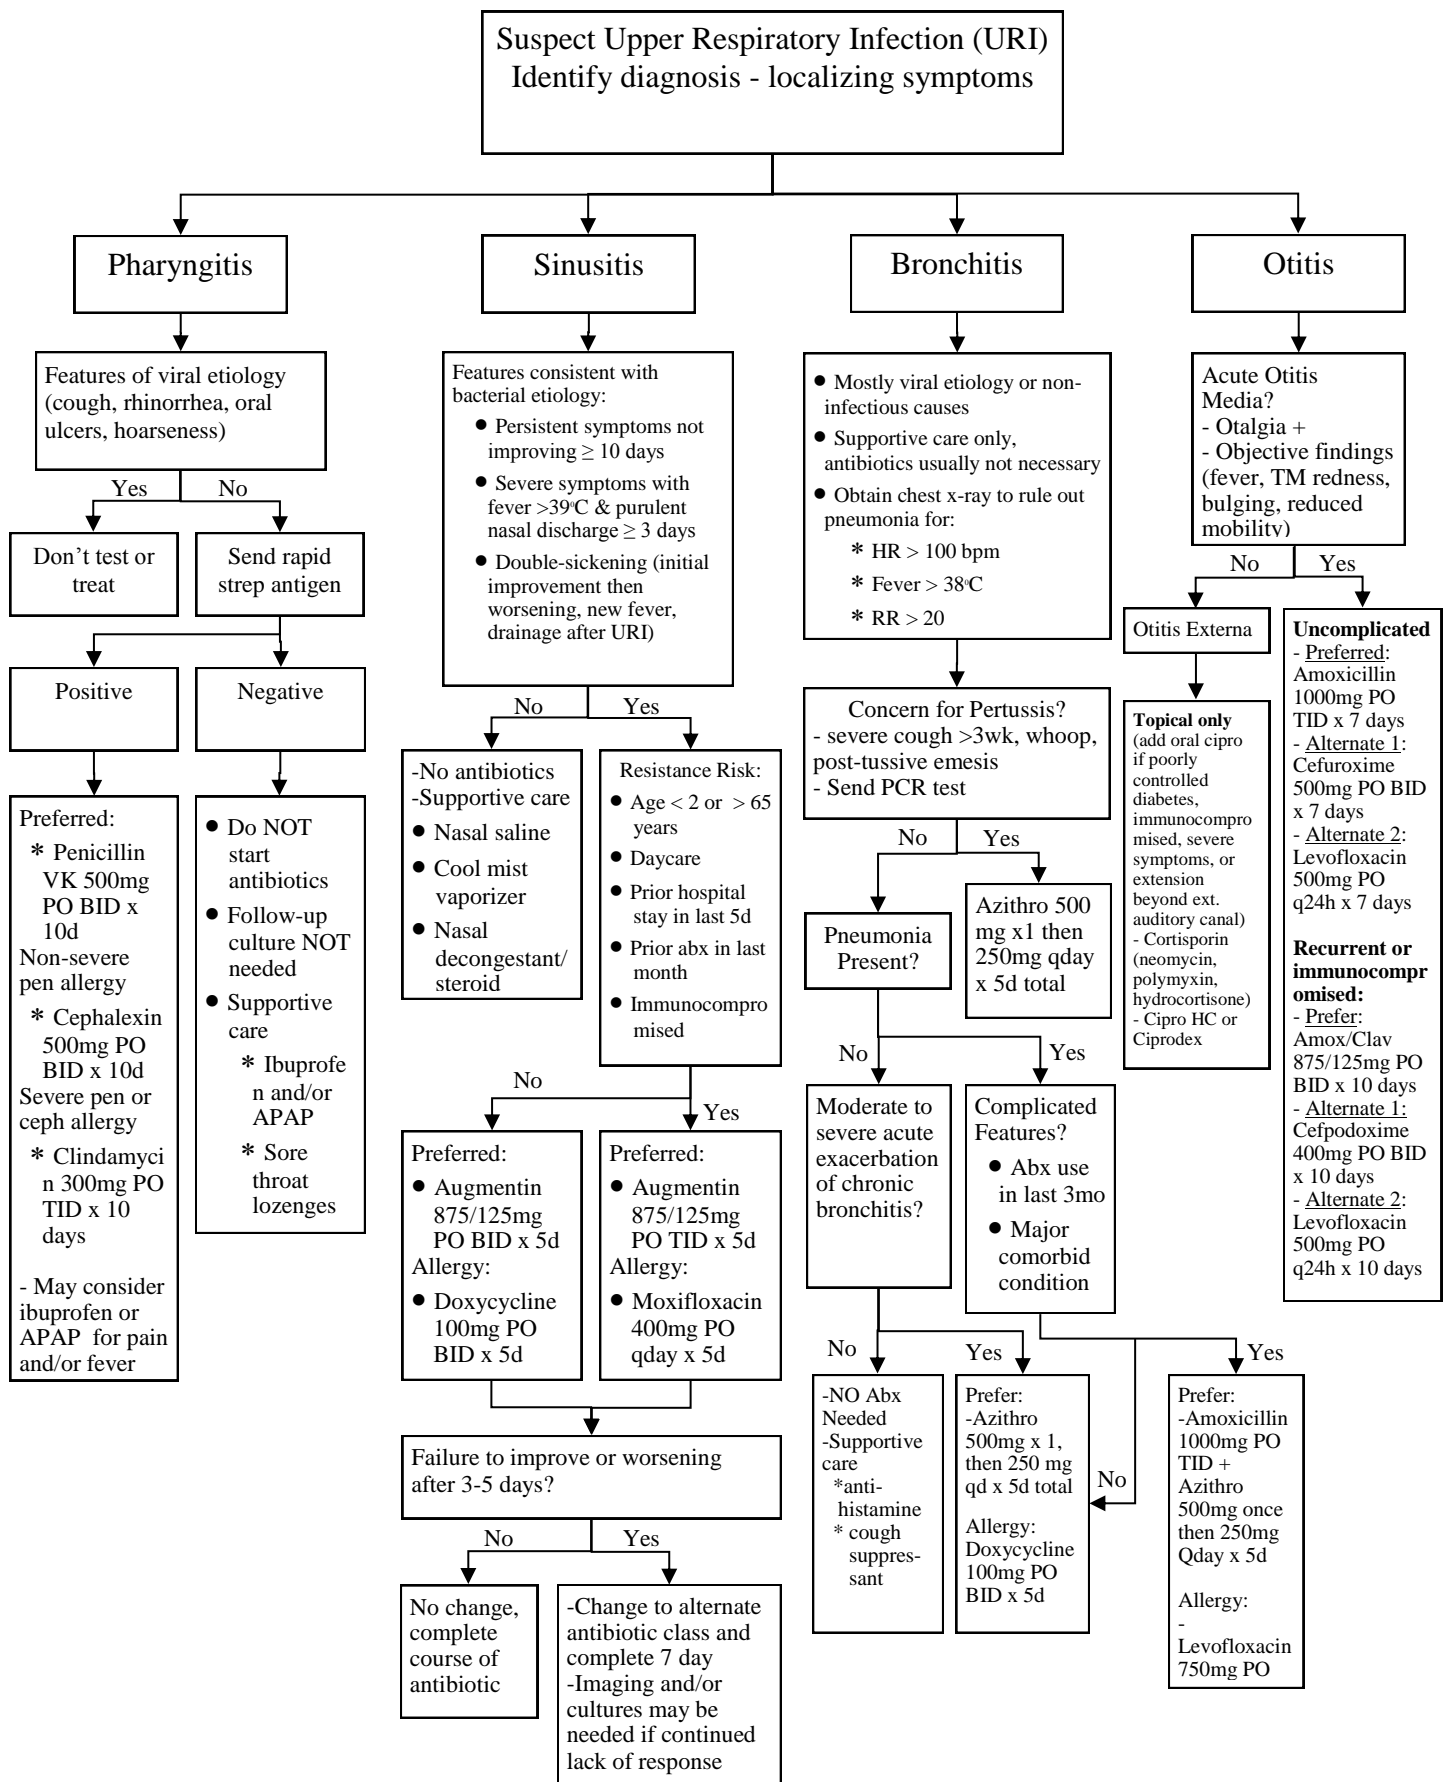 Suspect Upper Respiratory Infection (URI)
Identify diagnosis - localizing symptoms
Pharyngitis
Sinusitis
Bronchitis
Otitis
Features of viral etiology
(cough, rhinorrhea, oral
ulcers, hoarseness)
Yes
No
Don’t test or
treat
Send rapid
strep antigen
Positive
Negative
Preferred:
* Penicillin
VK 500mg
PO BID x
10d
Non-severe
pen allergy
* Cephalexin
500mg PO
BID x 10d
Severe pen or
ceph allergy
* Clindamyci
n 300mg PO
TID x 10
days
- May consider
ibuprofen or
APAP for pain
and/or fever
● Do NOT
start
antibiotics
● Follow-up
culture NOT
needed
● Supportive
care
* Ibuprofe
n and/or
APAP
* Sore
throat
lozenges
Features consistent with
bacterial etiology:
● Persistent symptoms not
improving ≥ 10 days
● Severe symptoms with
fever >39°C & purulent
nasal discharge ≥ 3 days
● Double-sickening (initial
improvement then
worsening, new fever,
drainage after URI)
No
Yes
-No antibiotics
-Supportive care
● Nasal saline
● Cool mist
vaporizer
● Nasal
decongestant/
steroid
Resistance Risk:
● Age < 2 or > 65
years
● Daycare
● Prior hospital
stay in last 5d
● Prior abx in last
month
● Immunocompro
mised
No
Yes
Preferred:
● Augmentin
875/125mg
PO BID x 5d
Allergy:
● Doxycycline
100mg PO
BID x 5d
Preferred:
● Augmentin
875/125mg
PO TID x 5d
Allergy:
● Moxifloxacin
400mg PO
qday x 5d
Failure to improve or worsening
after 3-5 days?
No
Yes
No change,
complete
course of
antibiotic
-Change to alternate
antibiotic class and
complete 7 day
-Imaging and/or
cultures may be
needed if continued
lack of response
● Mostly viral etiology or non-
infectious causes
● Supportive care only,
antibiotics usually not necessary
● Obtain chest x-ray to rule out
pneumonia for:
* HR > 100 bpm
* Fever > 38°C
* RR > 20
Concern for Pertussis?
- severe cough >3wk, whoop,
post-tussive emesis
- Send PCR test
No
Yes
Pneumonia
Present?
Azithro 500
mg x1 then
250mg qday
x 5d total
No
Yes
Moderate to
severe acute
exacerbation
of chronic
bronchitis?
Complicated
Features?
● Abx use
in last 3mo
● Major
comorbid
condition
No
Yes
No
Yes
-NO Abx
Needed
-Supportive
care
*anti-
histamine
* cough
suppres-
sant
Prefer:
-Azithro
500mg x 1,
then 250 mg
qd x 5d total
Allergy:
Doxycycline
100mg PO
BID x 5d
Prefer:
-Amoxicillin
1000mg PO
TID +
Azithro
500mg once
then 250mg
Qday x 5d
Allergy:
-
Levofloxacin
750mg PO
Acute Otitis
Media?
- Otalgia +
- Objective findings
(fever, TM redness,
bulging, reduced
mobility)
No
Yes
Otitis Externa
Topical only
(add oral cipro
if poorly
controlled
diabetes,
immunocompro
mised, severe
symptoms, or
extension
beyond ext.
auditory canal)
- Cortisporin
(neomycin,
polymyxin,
hydrocortisone)
- Cipro HC or
Ciprodex
Uncomplicated
- Preferred:
Amoxicillin
1000mg PO
TID x 7 days
- Alternate 1:
Cefuroxime
500mg PO BID
x 7 days
- Alternate 2:
Levofloxacin
500mg PO
q24h x 7 days
Recurrent or
immunocompr
omised:
- Prefer:
Amox/Clav
875/125mg PO
BID x 10 days
- Alternate 1:
Cefpodoxime
400mg PO BID
x 10 days
- Alternate 2:
Levofloxacin
500mg PO
q24h x 10 days